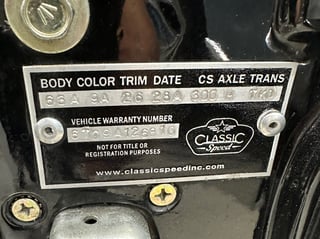 BODY COLOR TRIM DATE CS AXLE TRANS
VEHICLE WARRANTY NUMBER
NOT FOR TITLE OR
REGISTRATION PURPOSES
CLASSIC
Speed
www.classicspeedinc.com